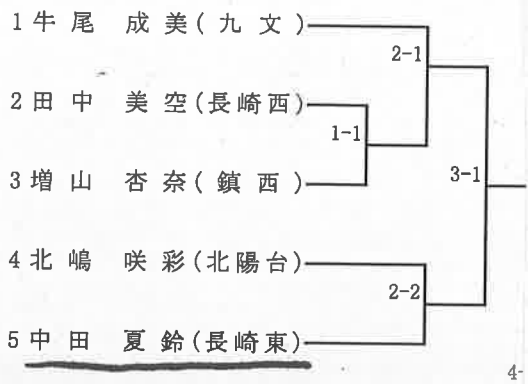 1 牛尾 成美(九文)
2-1
2 田中 美空(長崎西)
1-1
3 増山 杏奈(鎮西)
3-1
4 北嶋 咲彩(北陽台)
2-2
5 中田 夏鈴(長崎東)
4-